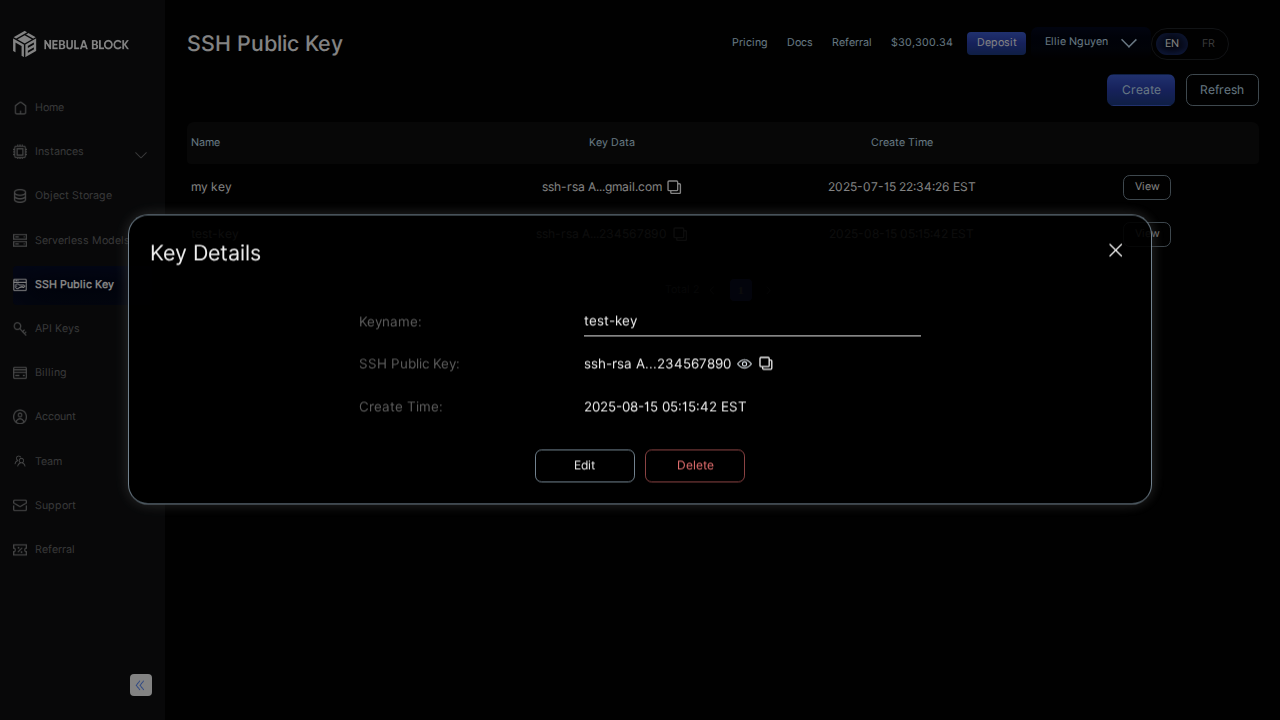 NEBULA BLOCK
SSH Public Key
Pricing
Docs
Referral
$30,300.34
Deposit
Ellie Nguyen
EN
FR
Create
Refresh
Home
Instances
Object Storage
Serverless Models
SSH Public Key
API Keys
Billing
Account
Team
Support
Referral
Name
Key Data
Create Time
my key
ssh-rsa A...gmail.com
2025-07-15 22:34:26 EST
View
test-key
ssh-rsa A...234567890
2025-08-15 05:15:42 EST
View
Key Details
1
Keyname:
test-key
SSH Public Key:
ssh-rsa A...234567890
Create Time:
2025-08-15 05:15:42 EST
Edit
Delete